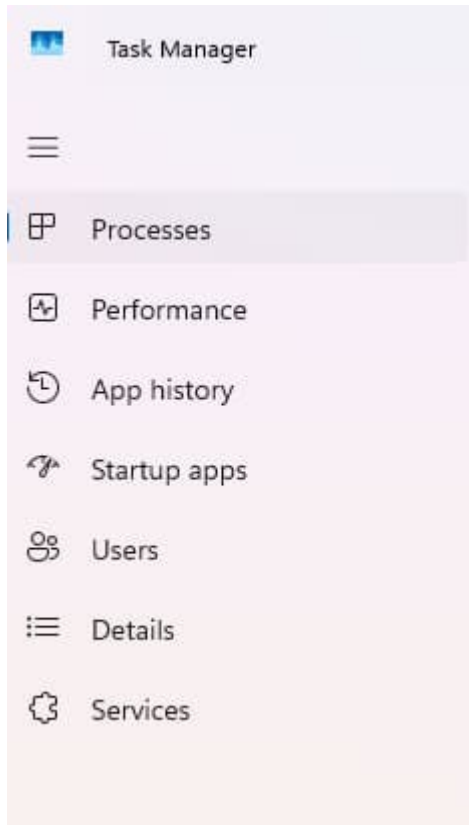 Task Manager
Processes
Performance
App history
Startup apps
Users
Details
Services